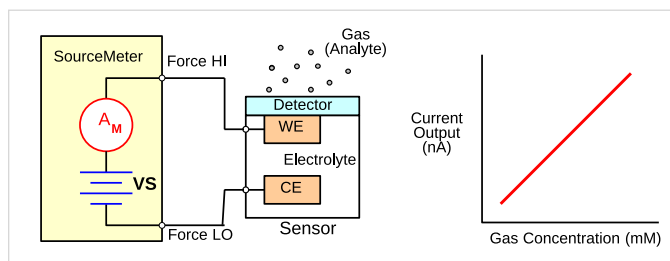 SourceMeter
Force HI
A M
VS
Force LO
Gas
(Analyte)
Detector
WE
Electrolyte
CE
Sensor
Current
Output
(nA)
Gas Concentration (mM)